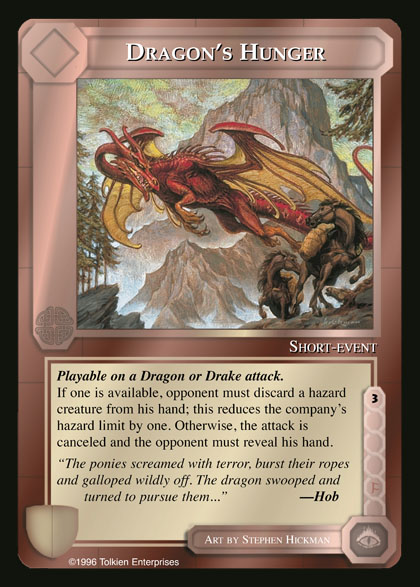 Dragon's Hunger
Short-event
Playable on a Dragon or Drake attack.
If one is available, opponent must discard a hazard
creature from his hand; this reduces the company's
hazard limit by one. Otherwise, the attack is
canceled and the opponent must reveal his hand.
3
“The ponies screamed with terror, burst their ropes
and galloped wildly off. The dragon swooped and
turned to pursue them...” —Hob
Art by Stephen Hickman
©1996 Tolkien Enterprises